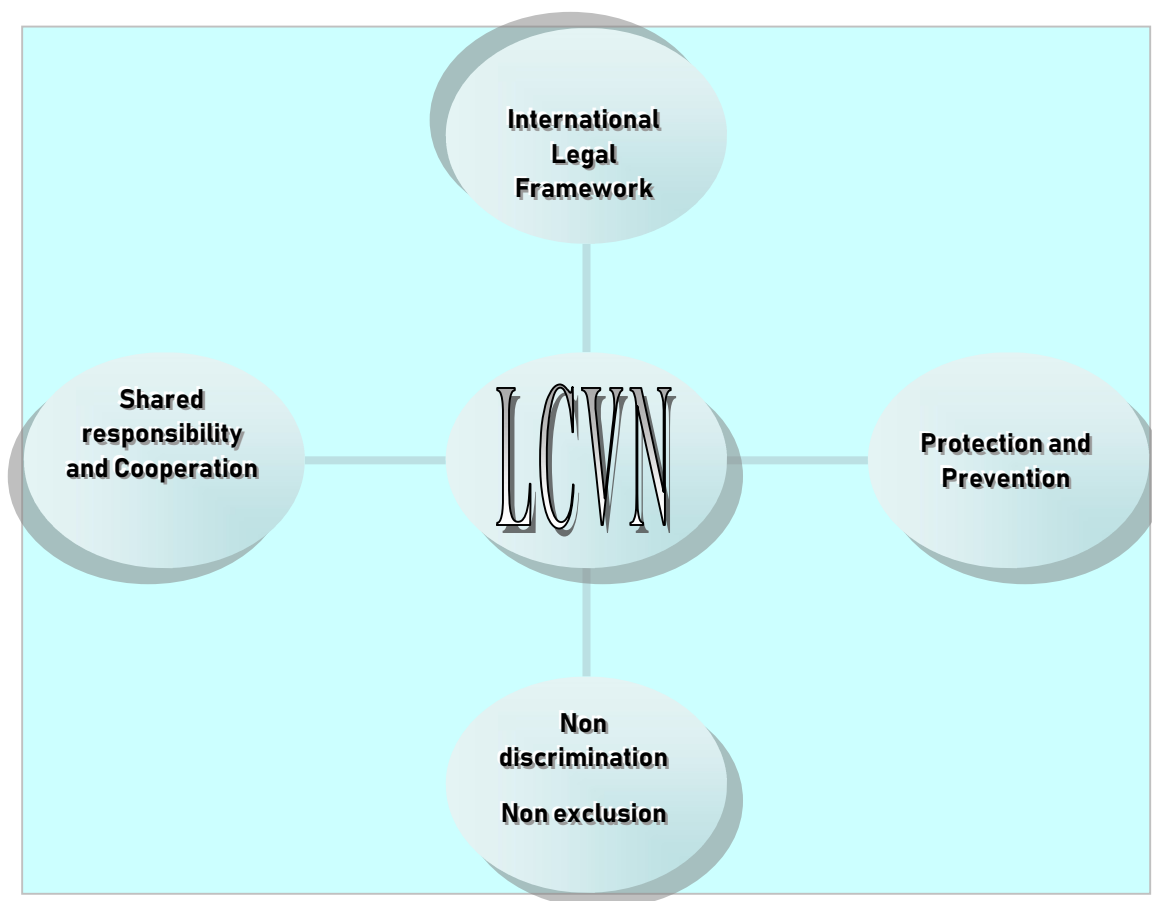 International
Legal
Framework
Shared
responsibility
and Cooperation
LCVN
Protection and
Prevention
Non
discrimination
Non exclusion